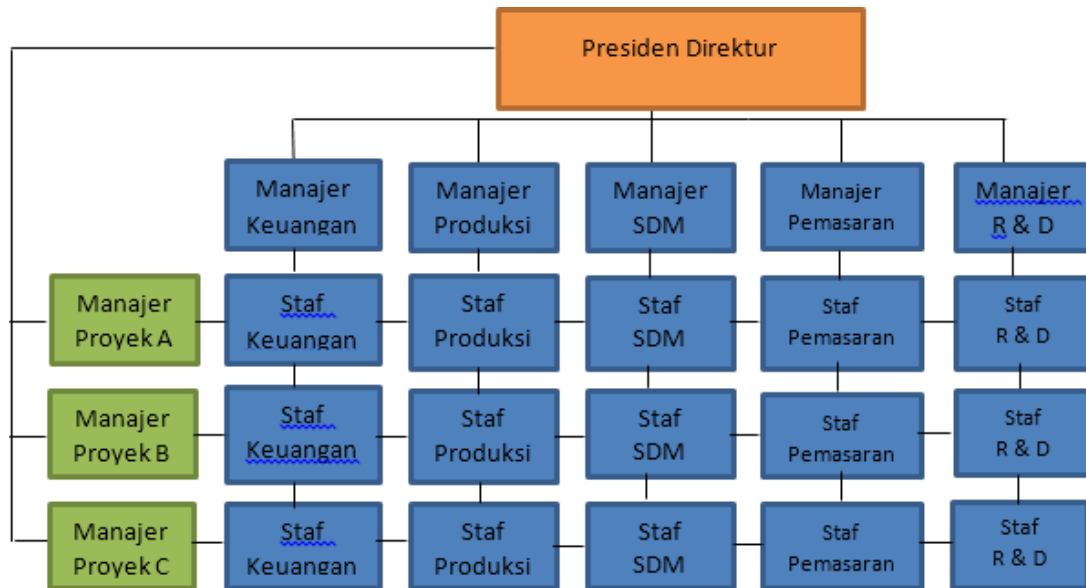 Presiden Direktur
Manajer
Keuangan
Manajer
Produksi
Manajer
SDM
Manajer
Pemasaran
Manajer
R & D
Manajer
Proyek A
Staf
Keuangan
Staf
Produksi
Staf
SDM
Staf
Pemasaran
Staf
R & D
Manajer
Proyek B
Staf
Keuangan
Staf
Produksi
Staf
SDM
Staf
Pemasaran
Staf
R & D
Manajer
Proyek C
Staf
Keuangan
Staf
Produksi
Staf
SDM
Staf
Pemasaran
Staf
R & D